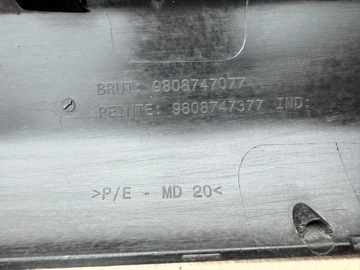 BRUT: 9808747077
PEINTE: 9808747377 IND:
>P/E - MD 20<